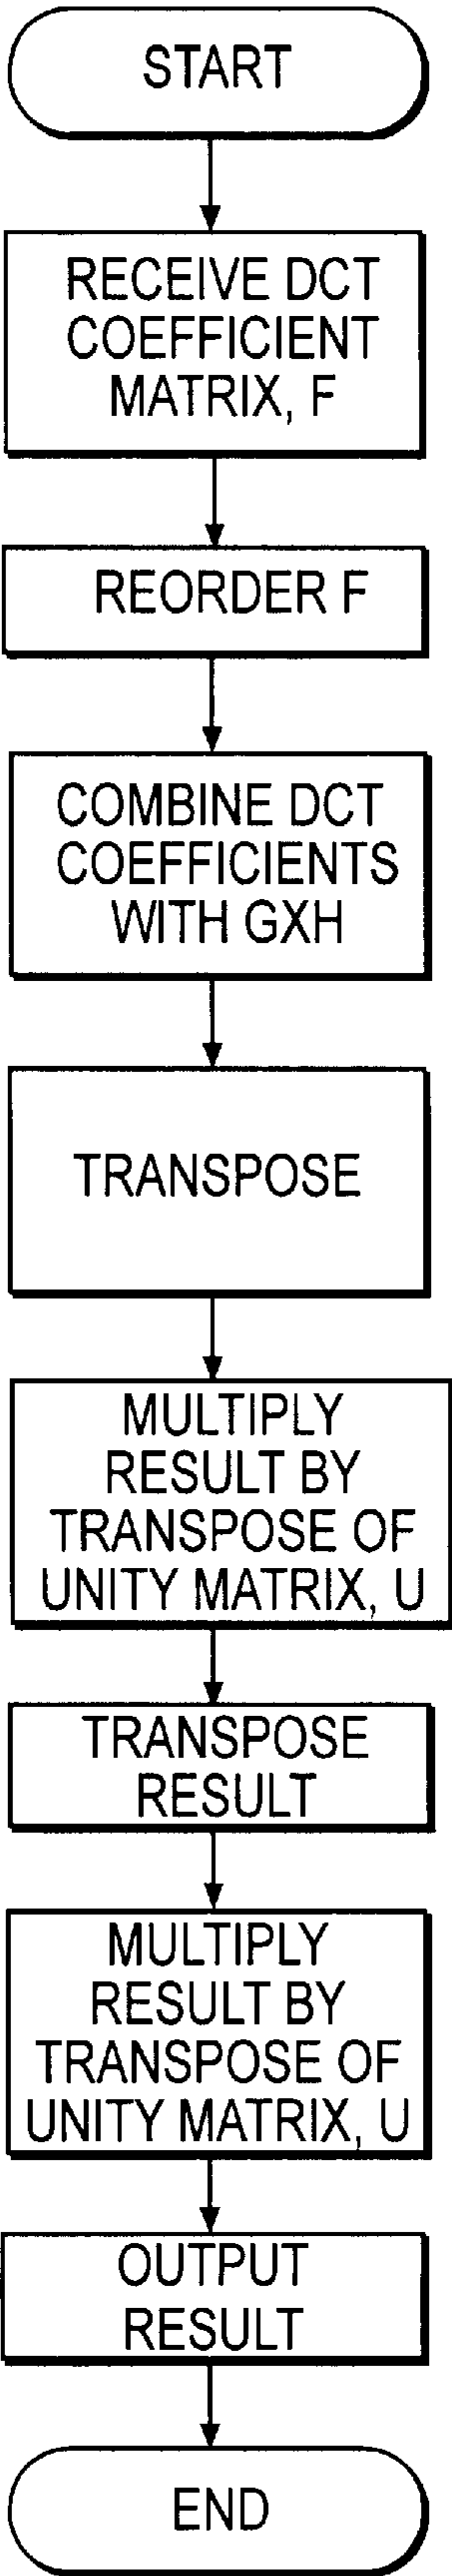 START
RECEIVE DCT
COEFFICIENT
MATRIX, F
REORDER F
COMBINE DCT
COEFFICIENTS
WITH GXH
TRANSPOSE
MULTIPLY
RESULT BY
TRANSPOSE OF
UNITY MATRIX, U
TRANSPOSE
RESULT
MULTIPLY
RESULT BY
TRANSPOSE OF
UNITY MATRIX, U
OUTPUT
RESULT
END